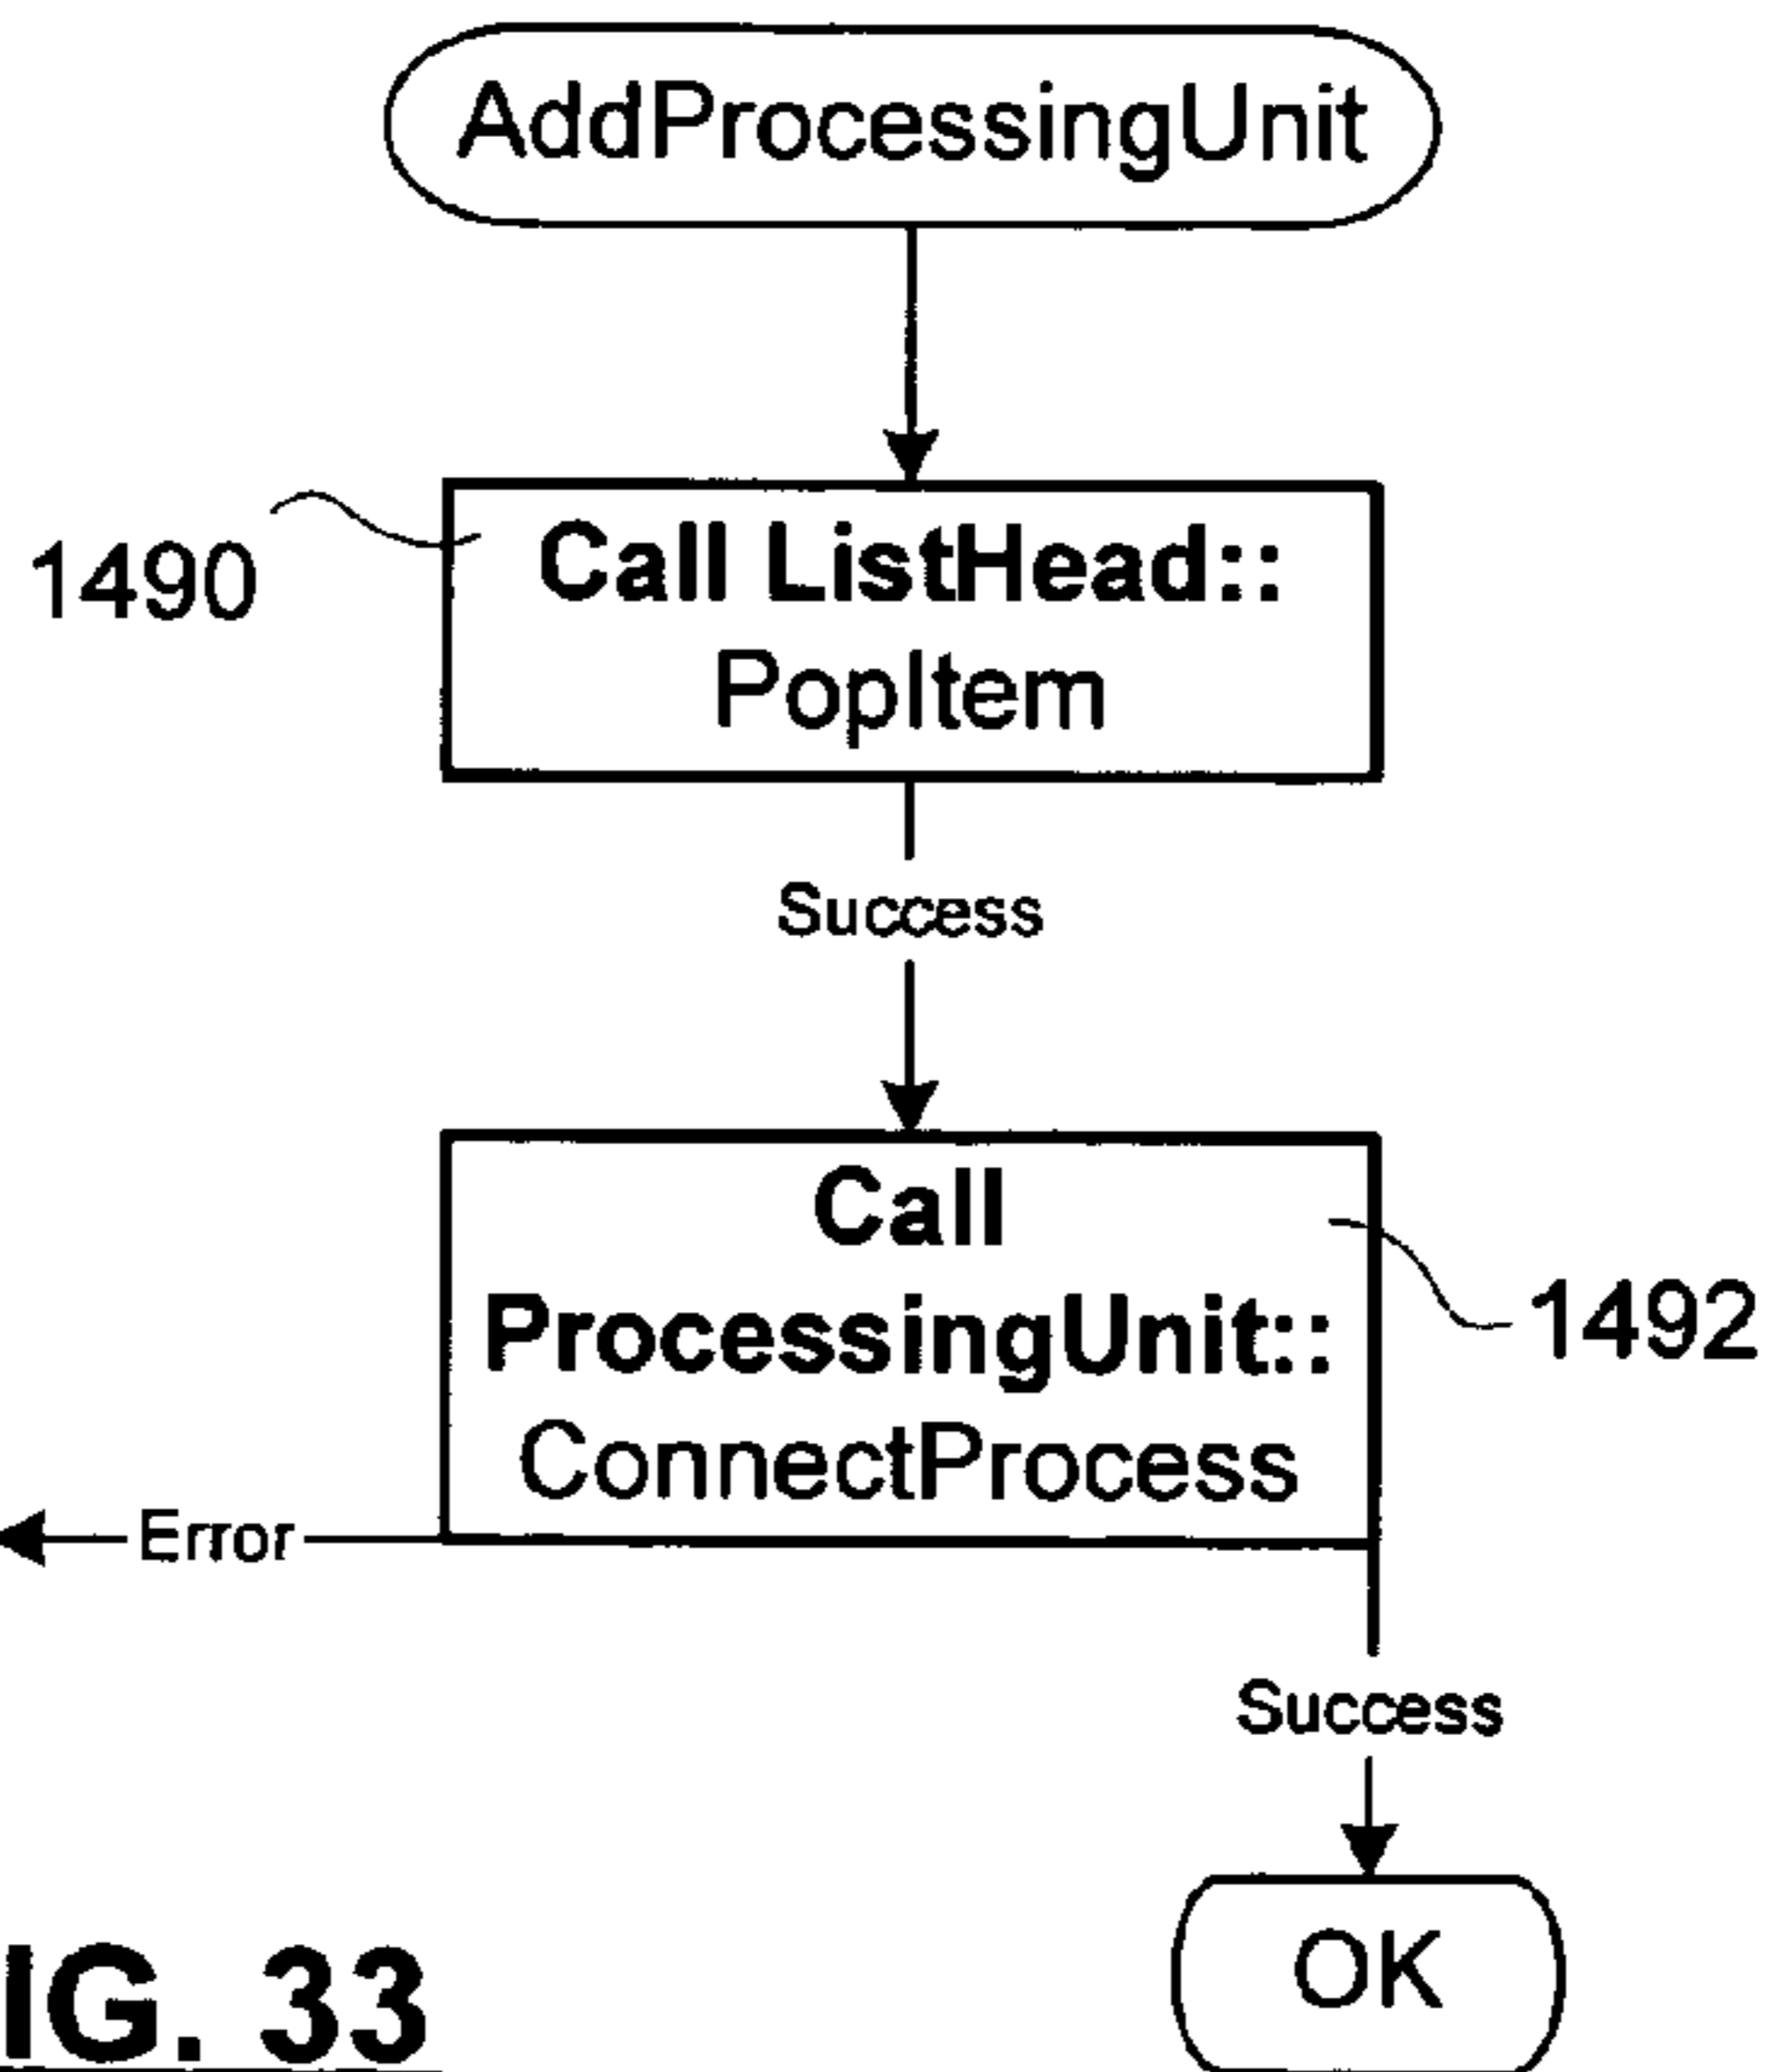 AddProcessingUnit
1490
Call ListHead::
PopItem
Success
Call
ProcessingUnit::
ConnectProcess
1492
Error
Success
OK
IG. 33